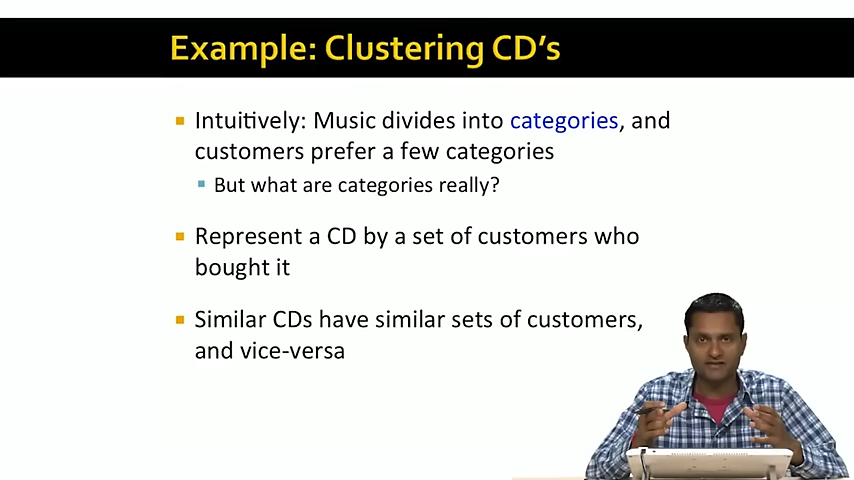 Example: Clustering CD's
Intuitively: Music divides into categories, and
customers prefer a few categories
But what are categories really?
Represent a CD by a set of customers who
bought it
Similar CDs have similar sets of customers,
and vice-versa